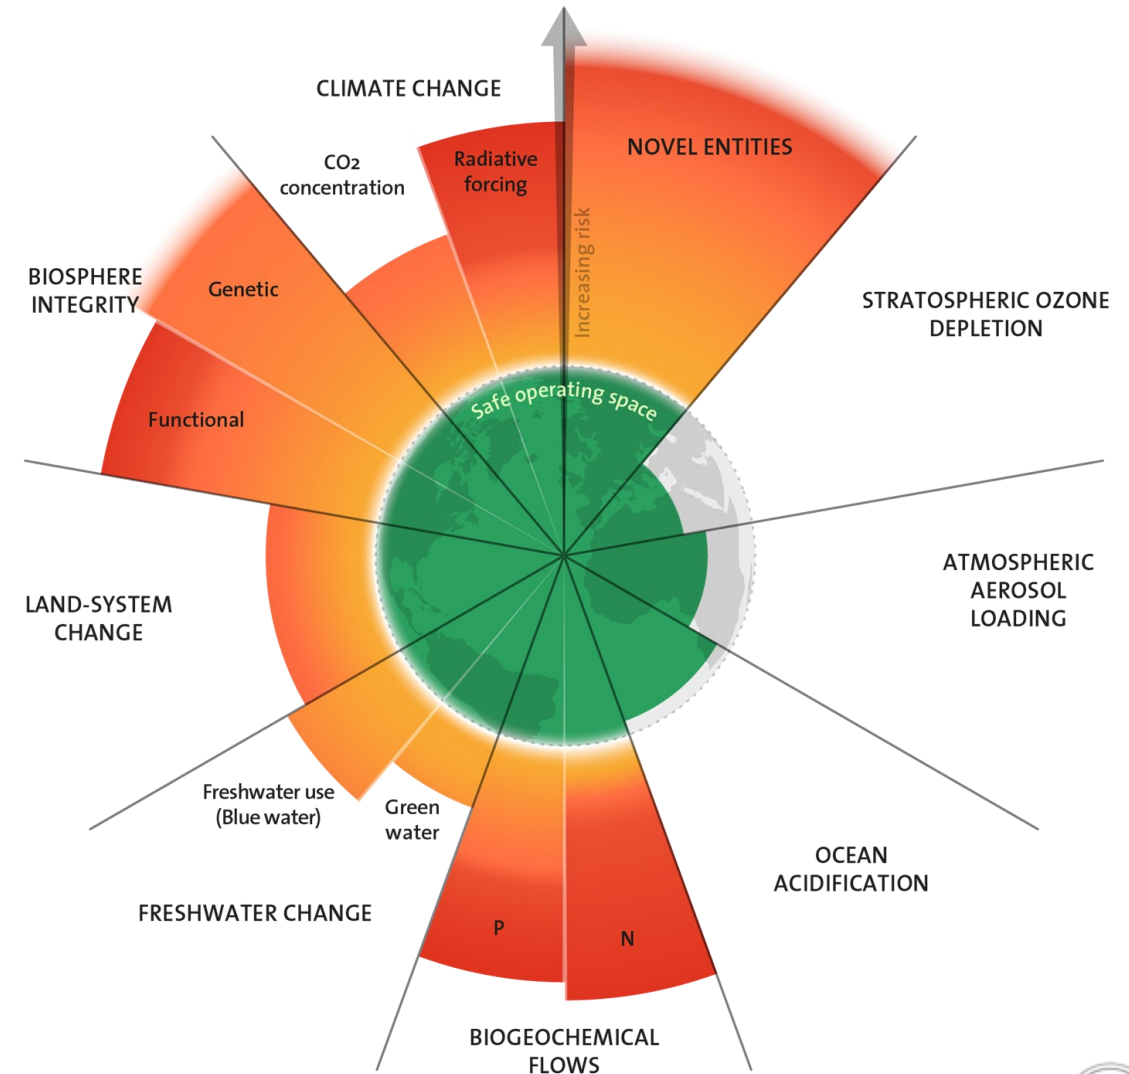 CLIMATE CHANGE
CO2
concentration
Radiative
forcing
NOVEL ENTITIES
Increasing risk
BIOSPHERE
INTEGRITY
Genetic
Functional
STRATOSPHERIC OZONE
DEPLETION
Safe operating space
ATMOSPHERIC
AEROSOL
LOADING
LAND-SYSTEM
CHANGE
Freshwater use
(Blue water)
Green
water
FRESHWATER CHANGE
OCEAN
ACIDIFICATION
P
N
BIOGEOCHEMICAL
FLOWS